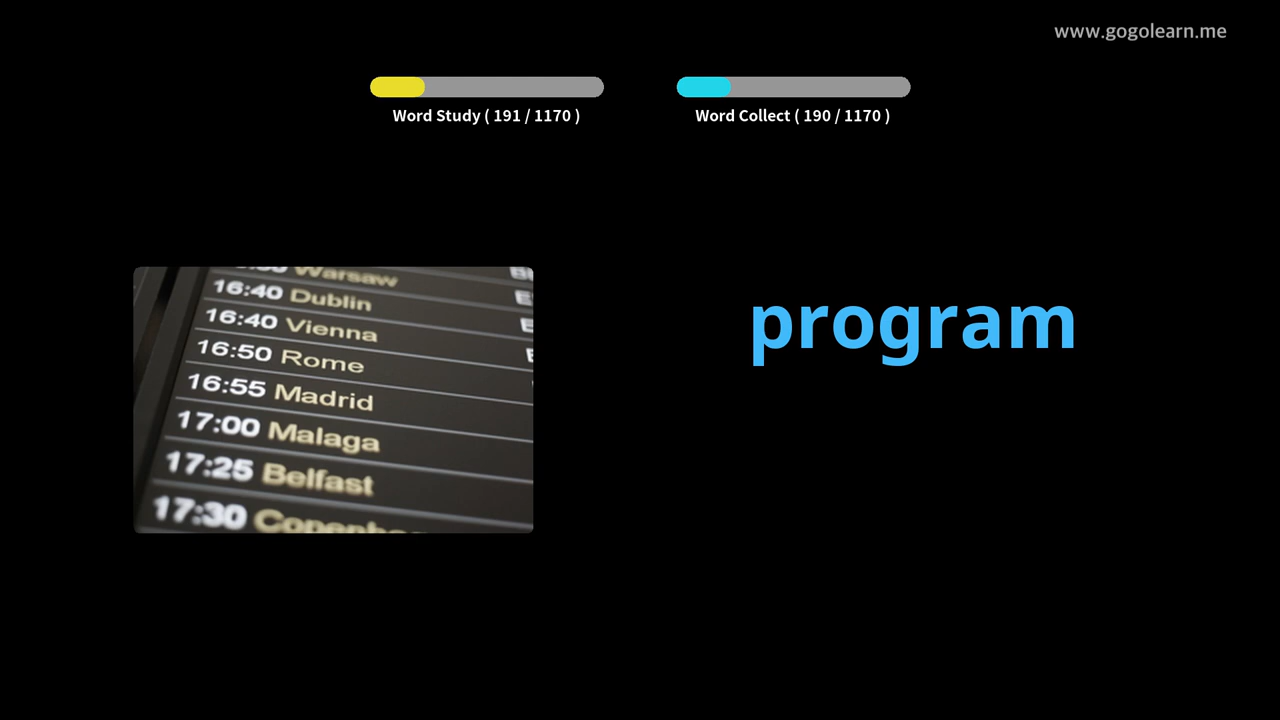 www.gogolearn.me
Word Study ( 191 / 1170 )
Word Collect ( 190 / 1170 )
program
Warsaw
16:40 Dublin
16:40 Vienna
16:50 Rome
16:55 Madrid
17:00 Malaga
17:25 Belfast
17:30